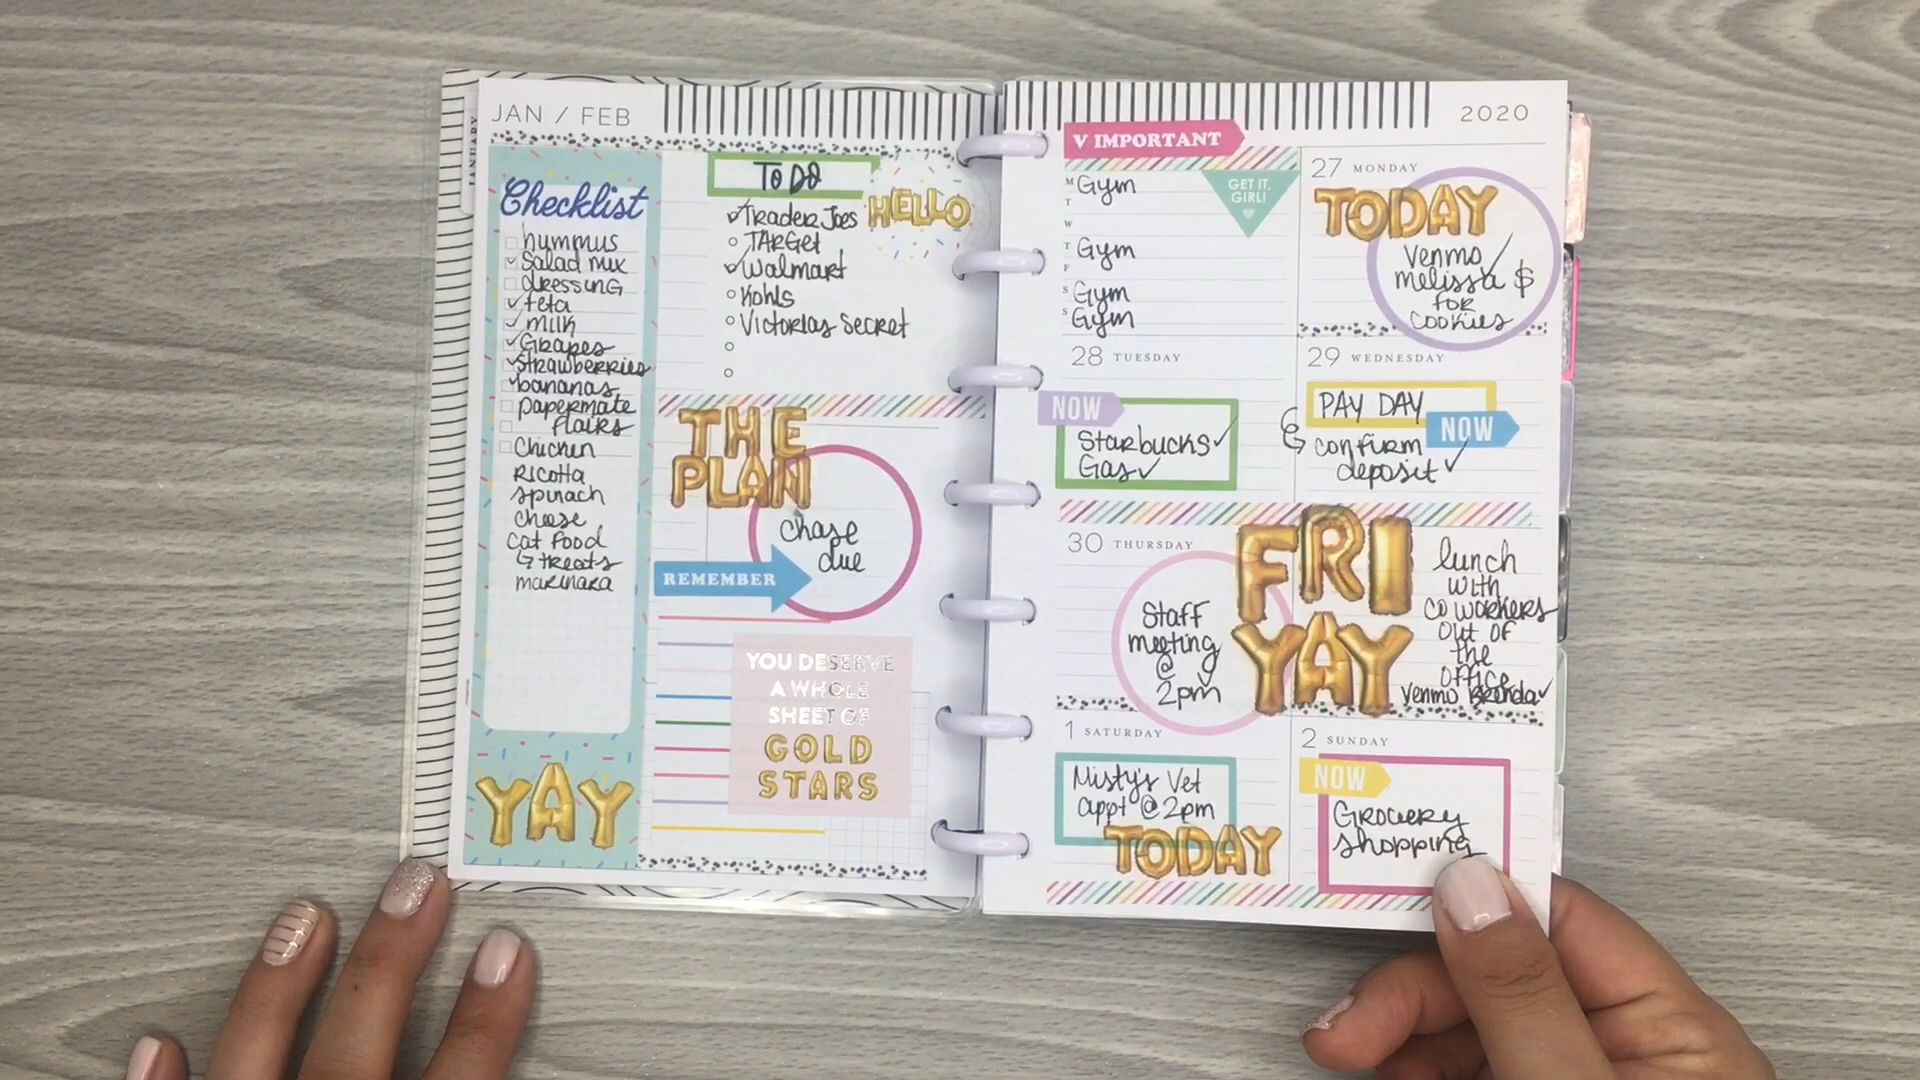 JAN / FEB
JANUARY
Checklist
hummus
Salad mix
dressing
feta
milk
Grapes
Strawberries
bananas
papermate
flairs
Chicken
Ricotta
spinach
cheese
cat food
& treats
marinara
YAY
TO DO
HELLO
Trader Joes
TARGet
Walmart
Kohls
Victorias Secret
THE
PLAN
chase
due
REMEMBER
YOU DESERVE
A WHOLE
SHEET OF
GOLD
STARS
2020
V IMPORTANT
M Gym
T
W
T Gym
F
S Gym
S Gym
GET IT,
GIRL!
27 MONDAY
TODAY
Venmo
melissa $
for
cookies
28 TUESDAY
NOW
Starbucks
Gas
29 WEDNESDAY
PAY DAY
NOW
& confirm
deposit
30 THURSDAY
Staff
meeting
@
2pm
FRI
YAY
lunch
with
coworkers
out of
the
office
Venmo Brenda
1 SATURDAY
Misty's Vet
appt @ 2pm
TODAY
2 SUNDAY
NOW
Grocery
shopping